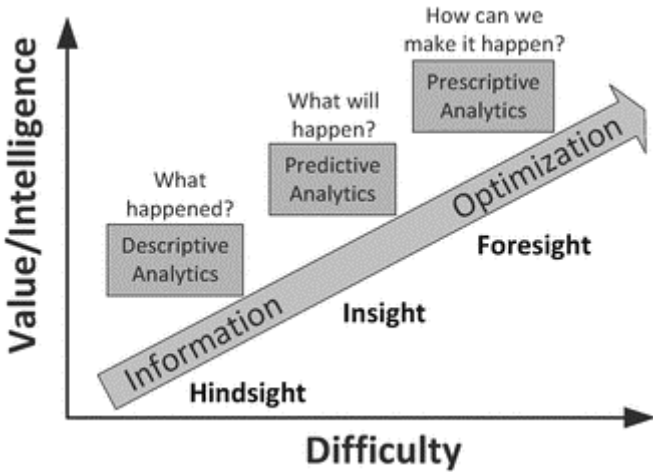 How can we
make it happen?
Prescriptive
Analytics
What will
happen?
Predictive
Analytics
What
happened?
Descriptive
Analytics
Value/Intelligence
Information
Optimization
Hindsight
Insight
Foresight
Difficulty